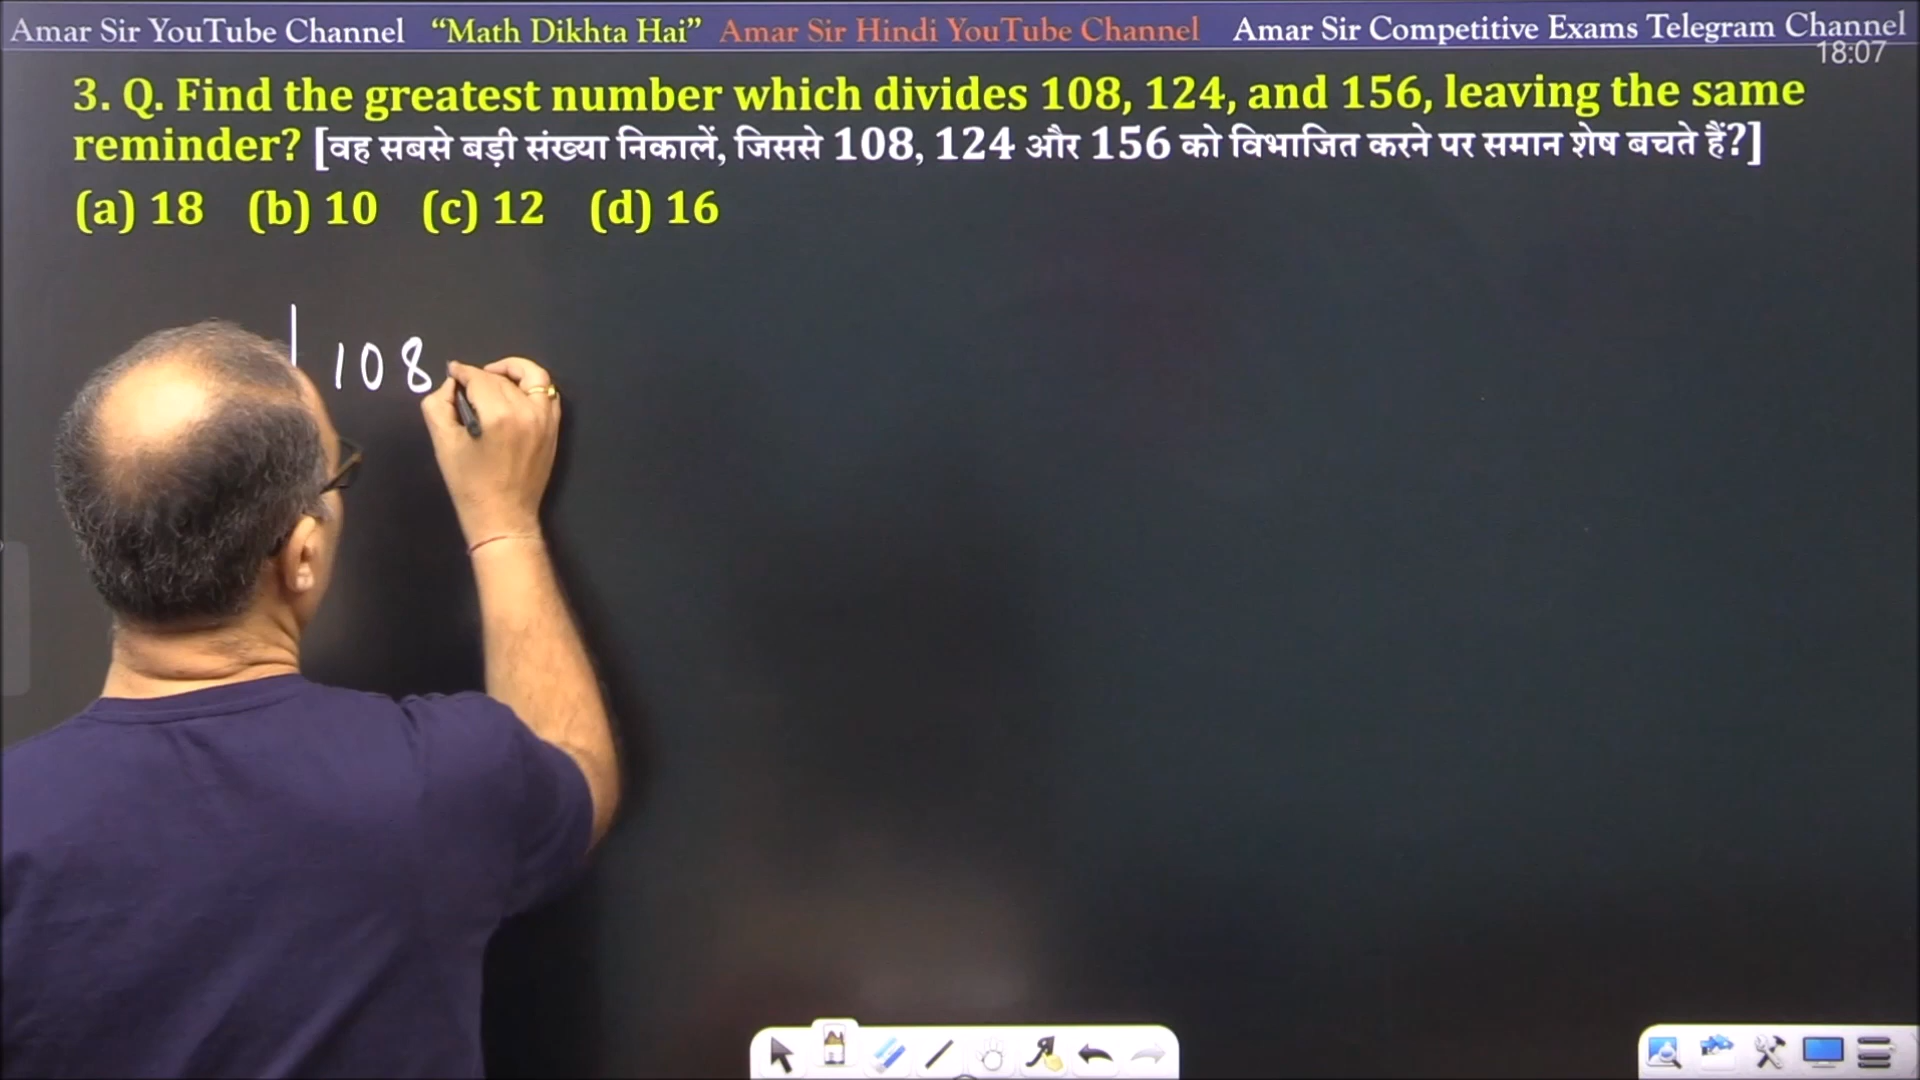 Amar Sir YouTube Channel “Math Dikhta Hai” Amar Sir Hindi YouTube Channel Amar Sir Competitive Exams Telegram Channel
18:07
3. Q. Find the greatest number which divides 108, 124, and 156, leaving the same
reminder? [वह सबसे बड़ी संख्या निकालें, जिससे 108, 124 और 156 को विभाजित करने पर समान शेष बचते हैं?]
(a) 18 (b) 10 (c) 12 (d) 16
108